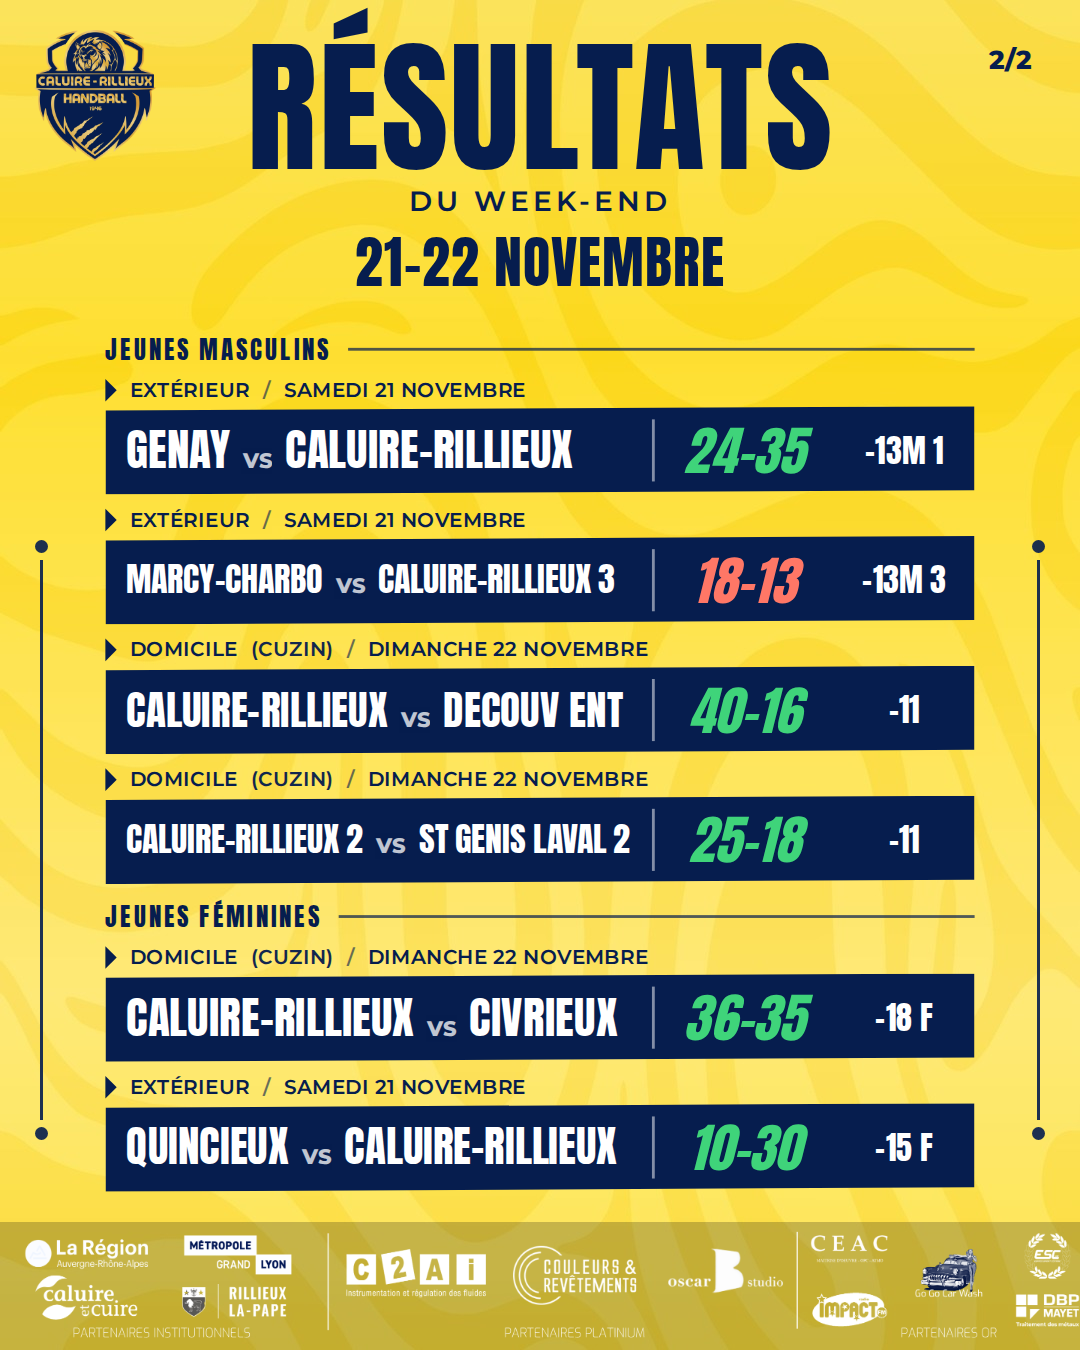 CALUIRE-RILLIEUX
HANDBALL
RÉSULTATS
2/2
DU WEEK-END
21-22 NOVEMBRE
JEUNES MASCULINS
EXTÉRIEUR / SAMEDI 21 NOVEMBRE
GENAY vs CALUIRE-RILLIEUX 24-35 -13M 1
EXTÉRIEUR / SAMEDI 21 NOVEMBRE
MARCY-CHARBO vs CALUIRE-RILLIEUX 3 18-13 -13M 3
DOMICILE (CUZIN) / DIMANCHE 22 NOVEMBRE
CALUIRE-RILLIEUX vs DECOUV ENT 40-16 -11
DOMICILE (CUZIN) / DIMANCHE 22 NOVEMBRE
CALUIRE-RILLIEUX 2 vs ST GENIS LAVAL 2 25-18 -11
JEUNES FÉMININES
DOMICILE (CUZIN) / DIMANCHE 22 NOVEMBRE
CALUIRE-RILLIEUX vs CIVRIEUX 36-35 -18 F
EXTÉRIEUR / SAMEDI 21 NOVEMBRE
QUINCIEUX vs CALUIRE-RILLIEUX 10-30 -15 F
La Région
Auvergne-Rhône-Alpes
MÉTROPOLE
GRAND LYON
caluire
et cuire
RILLIEUX
LA-PAPE
PARTENAIRES INSTITUTIONNELS
C2Ai
Instrumentation et régulation des fluides
COULEURS &
REVÊTEMENTS
oscar B studio
PARTENAIRES PLATINIUM
CEAC
impact FM
Go Go Car Wash
ESC
DBP
MAYET
Traitement des métaux
PARTENAIRES OR